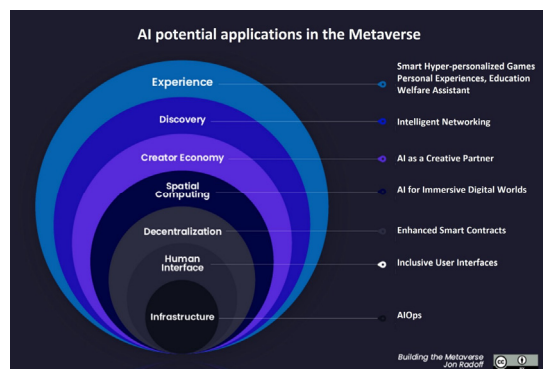 AI potential applications in the Metaverse
Experience
Smart Hyper-personalized Games
Personal Experiences, Education
Welfare Assistant
Discovery
Intelligent Networking
Creator Economy
AI as a Creative Partner
Spatial
Computing
AI for Immersive Digital Worlds
Decentralization
Enhanced Smart Contracts
Human
Interface
Inclusive User Interfaces
Infrastructure
AIOps
Building the Metaverse
Jon Radoff
cc